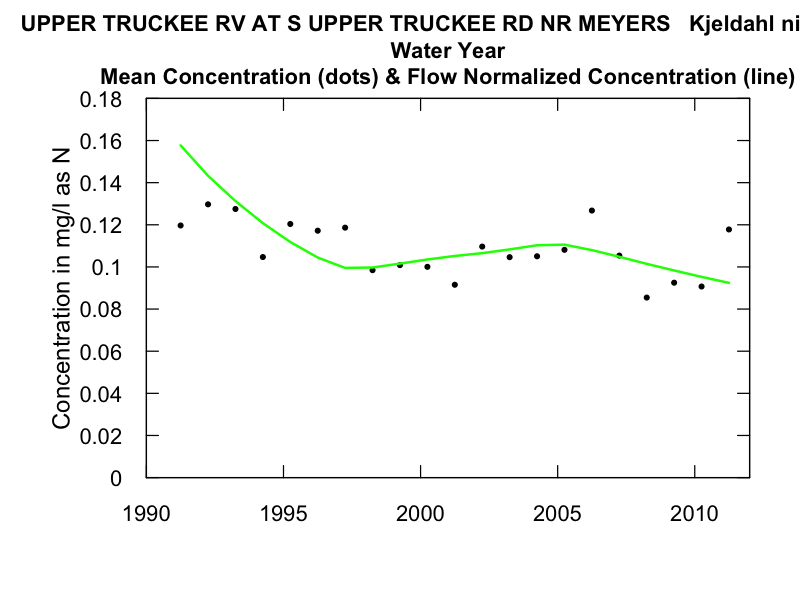 UPPER TRUCKEE RV AT S UPPER TRUCKEE RD NR MEYERS   Kjeldahl ni
Water Year
Mean Concentration (dots) & Flow Normalized Concentration (line)
Concentration in mg/l as N
0.18
0.16
0.14
0.12
0.1
0.08
0.06
0.04
0.02
0
1990 1995 2000 2005 2010